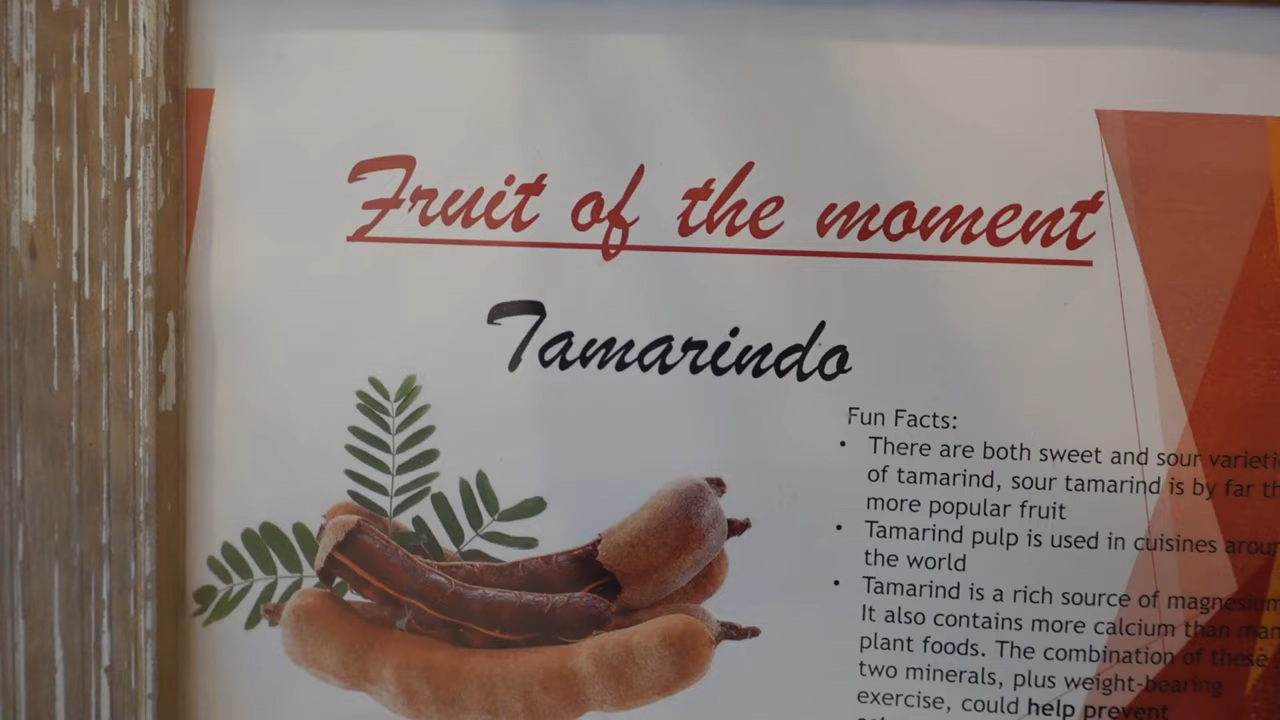 Fruit of the moment
Tamarindo
Fun Facts:
• There are both sweet and sour
of tamarind, sour tamarind is by far
more popular fruit
• Tamarind pulp is used in cuisines
the world
• Tamarind is a rich source of magnesium
It also contains more calcium than
plant foods. The combination of these
two minerals, plus weight-bearing
exercise, could help prevent